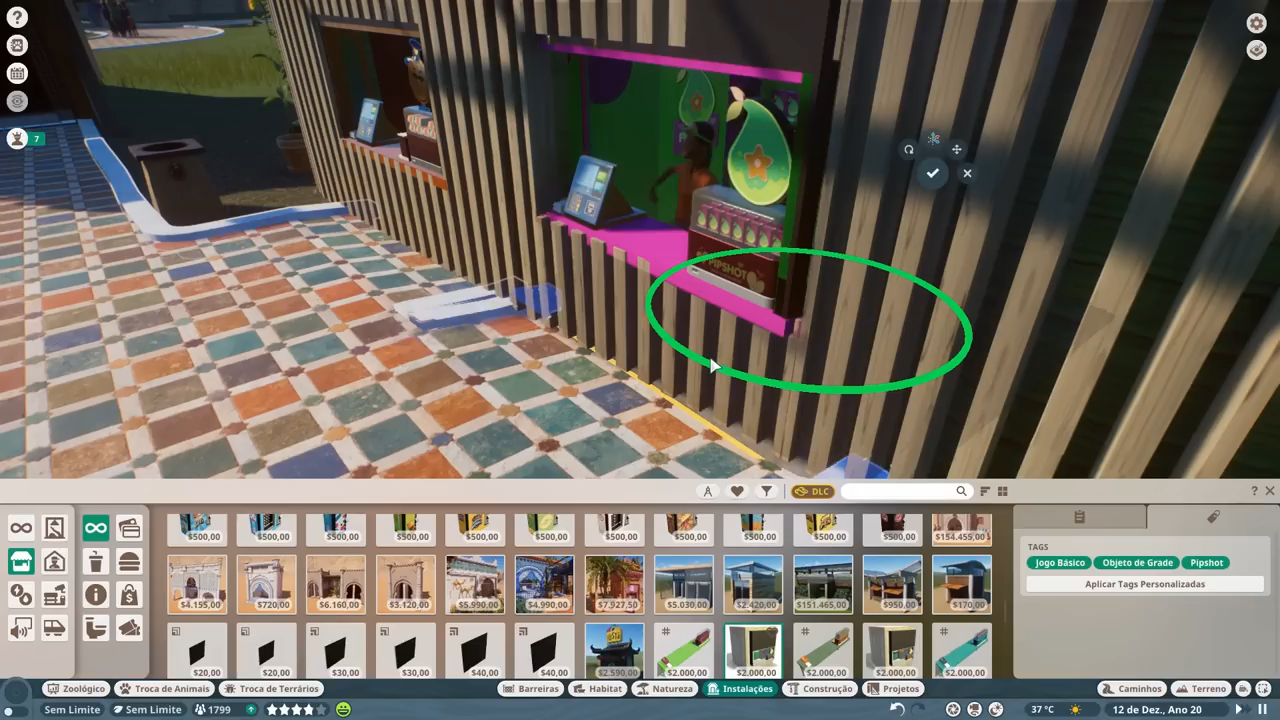 7
PIPSHOT
DLC
$500,00 $500,00 $500,00 $500,00 $500,00 $500,00 $500,00 $500,00 $500,00 $500,00 $500,00 $154.455,00
$4.155,00 $720,00 $6.160,00 $3.120,00 $5.990,00 $4.990,00 $7.927,50 $5.030,00 $2.420,00 $151.465,00 $950,00 $170,00
$20,00 $20,00 $30,00 $30,00 $40,00 $40,00 $2.590,00 $2.000,00 $2.000,00 $2.000,00 $2.000,00 $2.000,00
TAGS
Jogo Básico Objeto de Grade Pipshot
Aplicar Tags Personalizadas
Zoológico Troca de Animais Troca de Terrários Barreiras Habitat Natureza Instalações Construção Projetos Caminhos Terreno
Sem Limite Sem Limite 1799 37 °C 12 de Dez., Ano 20